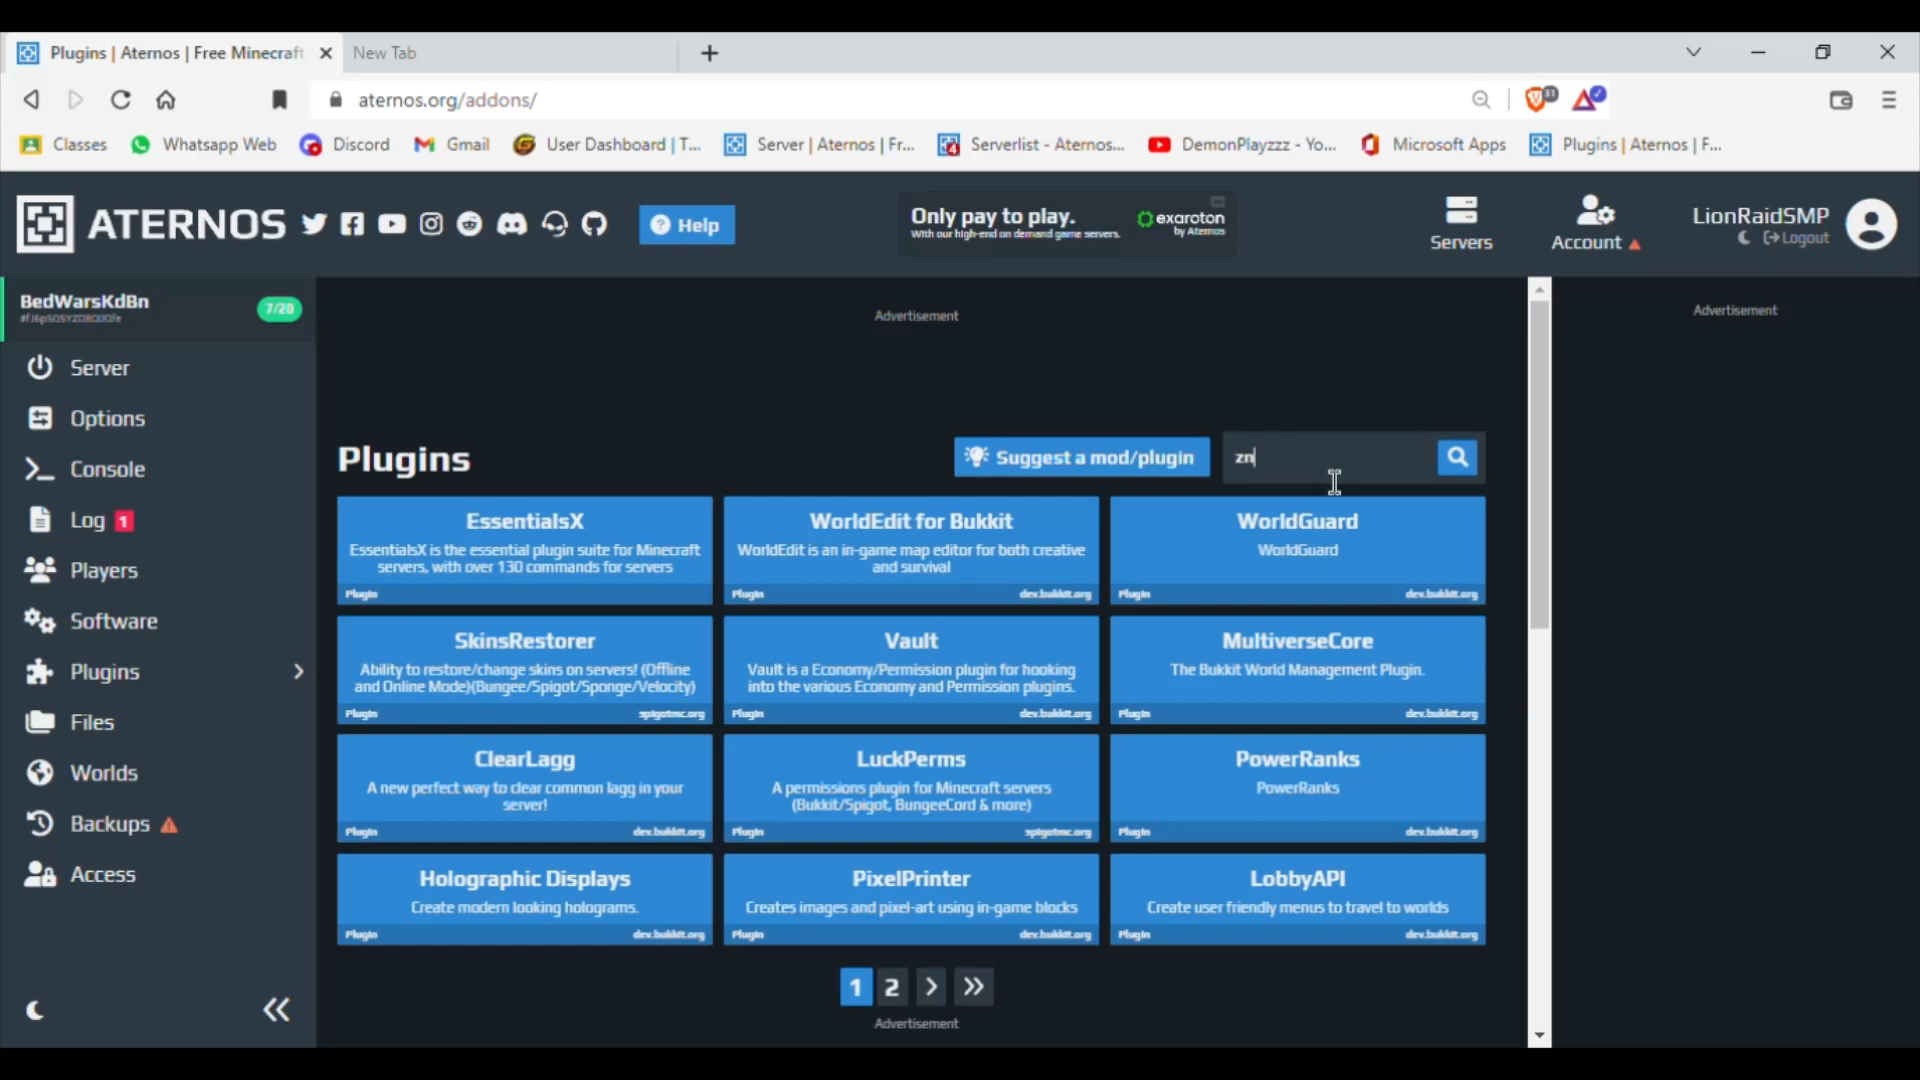 Plugins | Aternos | Free Minecraft
New Tab
aternos.org/addons/
31
Classes
Whatsapp Web
Discord
Gmail
User Dashboard | T...
Server | Aternos | Fr...
Serverlist - Aternos...
DemonPlayzzz - Yo...
Microsoft Apps
Plugins | Aternos | F...
ATERNOS
Help
Only pay to play.
With our high-end on demand game servers.
exaroton
by Aternos
Servers
Account
LionRaidSMP
Logout
BedWarsKdBn
7/20
Server
Options
Console
Log 1
Players
Software
Plugins
Files
Worlds
Backups
Access
Advertisement
Advertisement
Plugins
Suggest a mod/plugin
zn
EssentialsX
EssentialsX is the essential plugin suite for Minecraft
servers, with over 130 commands for servers
Plugin
WorldEdit for Bukkit
WorldEdit is an in-game map editor for both creative
and survival
Plugin
dev.bukkit.org
WorldGuard
WorldGuard
Plugin
dev.bukkit.org
SkinsRestorer
Ability to restore/change skins on servers! (Offline
and Online Mode)(Bungee/Spigot/Sponge/Velocity)
Plugin
spigotmc.org
Vault
Vault is a Economy/Permission plugin for hooking
into the various Economy and Permission plugins.
Plugin
dev.bukkit.org
MultiverseCore
The Bukkit World Management Plugin.
Plugin
dev.bukkit.org
ClearLagg
A new perfect way to clear common lagg in your
server!
Plugin
dev.bukkit.org
LuckPerms
A permissions plugin for Minecraft servers
(Bukkit/Spigot, BungeeCord & more)
Plugin
spigotmc.org
PowerRanks
PowerRanks
Plugin
dev.bukkit.org
Holographic Displays
Create modern looking holograms.
Plugin
dev.bukkit.org
PixelPrinter
Creates images and pixel-art using in-game blocks
Plugin
dev.bukkit.org
LobbyAPI
Create user friendly menus to travel to worlds
Plugin
dev.bukkit.org
1 2
Advertisement